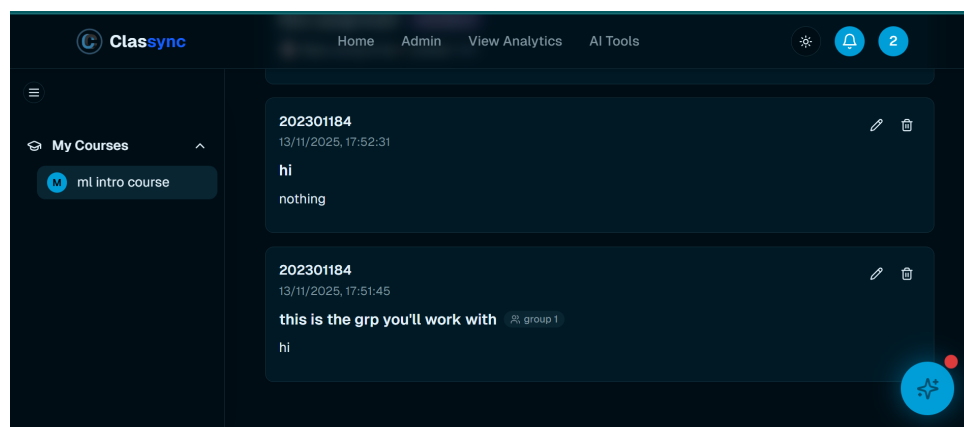 Classync
Home Admin View Analytics AI Tools
2
My Courses
M ml intro course
202301184
13/11/2025, 17:52:31
hi
nothing
202301184
13/11/2025, 17:51:45
this is the grp you'll work with group 1
hi